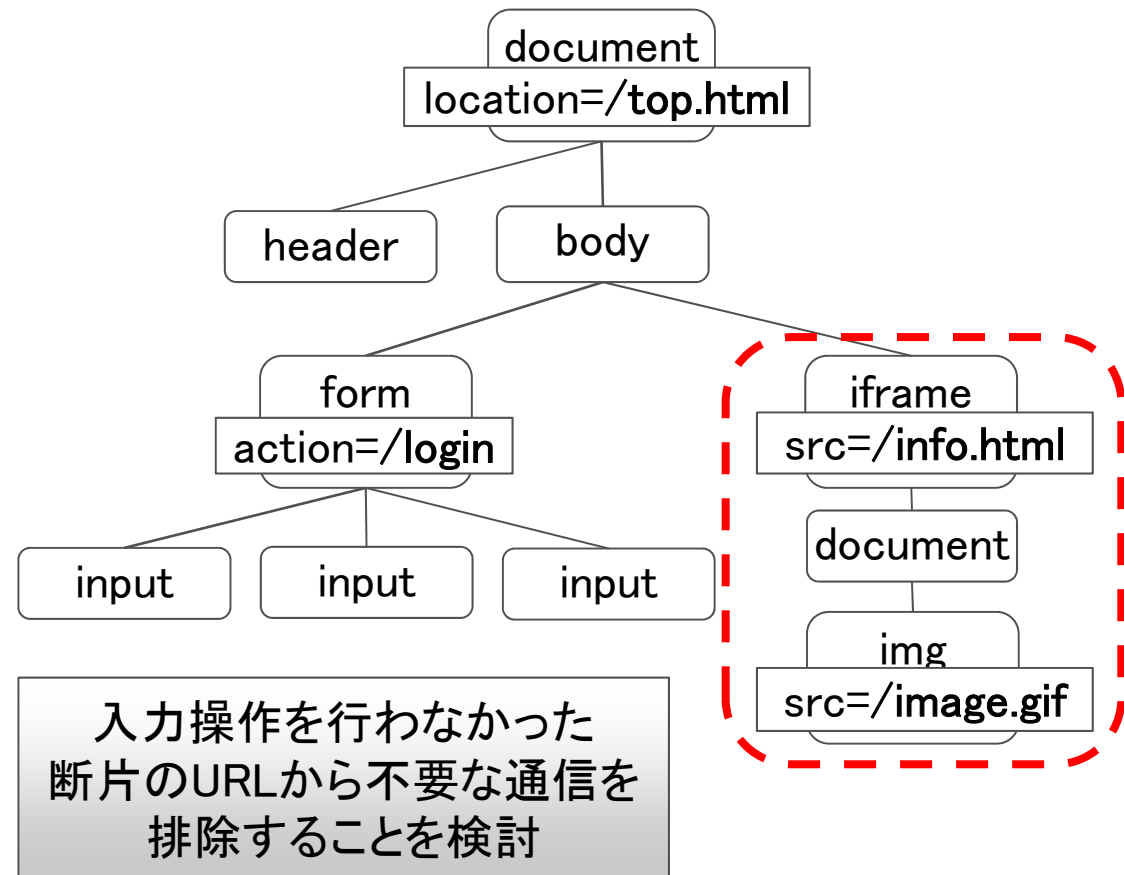 document
location=/top.html
header
body
form
action=/login
iframe
src=/info.html
document
input
input
input
img
src=/image.gif
入力操作を行わなかった
断片のURLから不要な通信を
排除することを検討